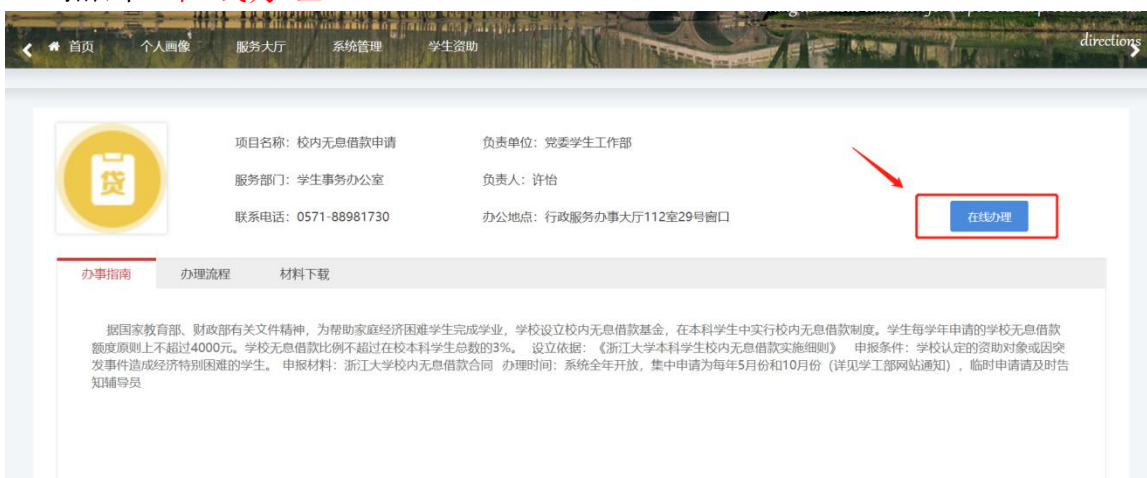 directions
首页 个人画像 服务大厅 系统管理 学生资助
项目名称：校内无息借款申请 负责单位：党委学生工作部
贷
服务部门：学生事务办公室 负责人：许怡
联系电话：0571-88981730 办公地点：行政服务办事大厅112室29号窗口
在线办理
办事指南 办理流程 材料下载
据国家教育部、财政部有关文件精神，为帮助家庭经济困难学生完成学业，学校设立校内无息借款基金，在本科学生中实行校内无息借款制度。学生每学年申请的学校无息借款
额度原则上不超过4000元。学校无息借款比例不超过在校本科学生总数的3%。 设立依据：《浙江大学本科学生校内无息借款实施细则》 申报条件：学校认定的资助对象或因突
发事件造成经济特别困难的学生。 申报材料：浙江大学校内无息借款合同 办理时间：系统全年开放，集中申请为每年5月份和10月份（详见学工部网站通知），临时申请请及时告
知辅导员